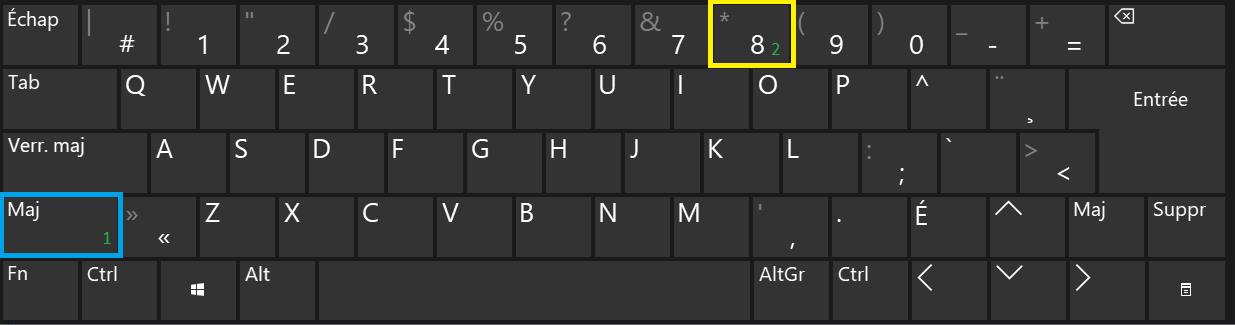 Échap | # ! 1 " 2 / 3 $ 4 % 5 ? 6 & 7 * 8 2 ( 9 ) 0 _ - + =
Tab Q W E R T Y U I O P ^ ¨ ¸ Entrée
Verr. maj A S D F G H J K L : ; ` > <
Maj 1 » « Z X C V B N M ' , . É Maj Suppr
Fn Ctrl Alt AltGr Ctrl